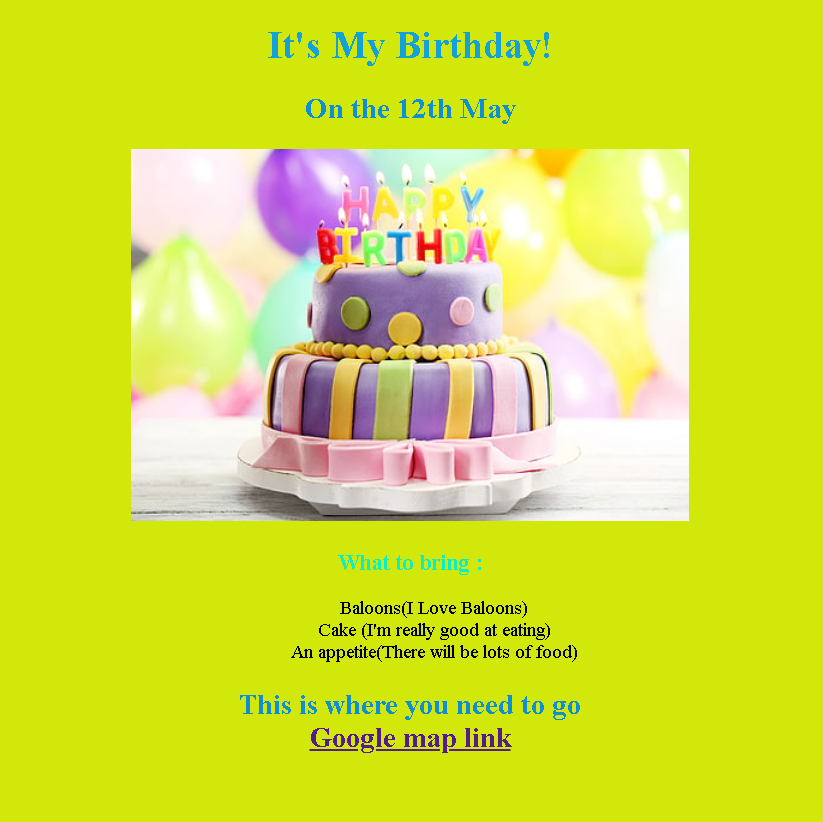 It's My Birthday!
On the 12th May
HAPPY
BIRTHDAY
What to bring :
Baloons(I Love Baloons)
Cake (I'm really good at eating)
An appetite(There will be lots of food)
This is where you need to go
Google map link